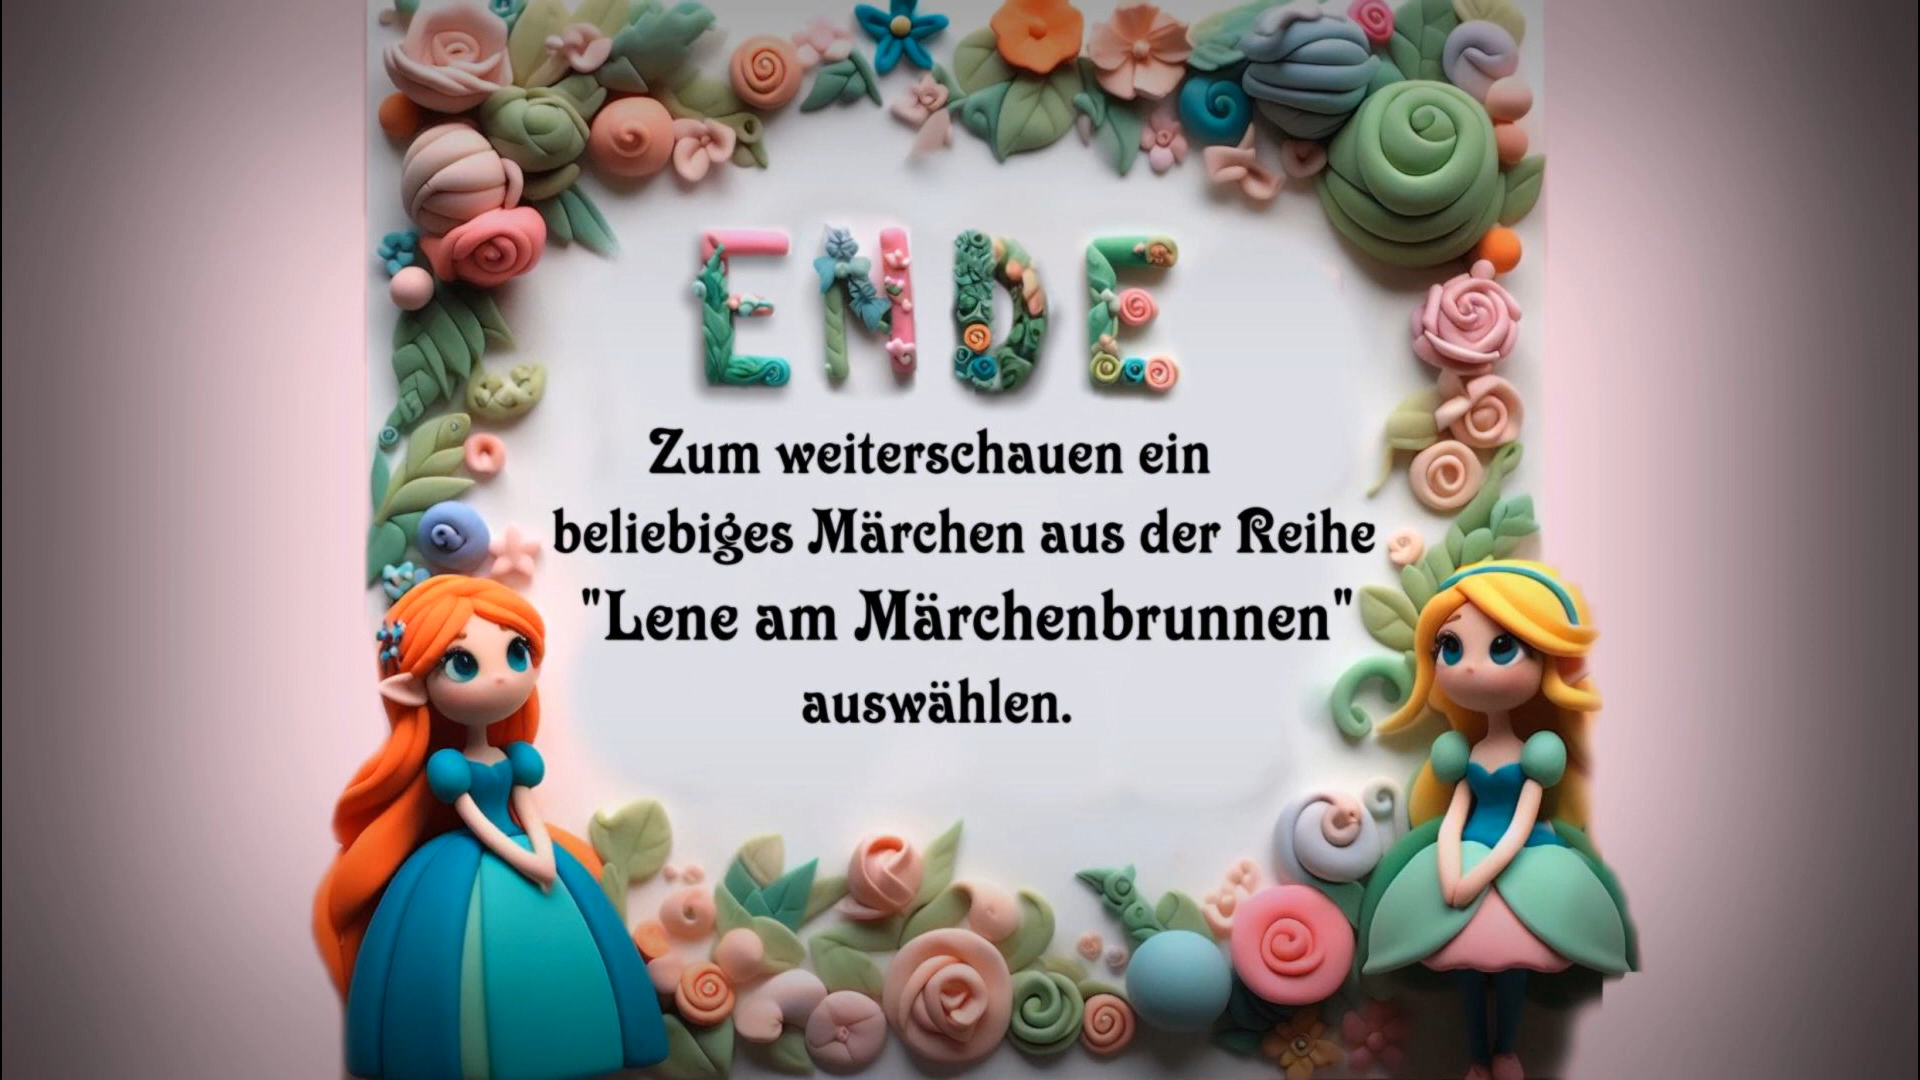 ENDE
Zum weiterschauen ein
beliebiges Märchen aus der Reihe
"Lene am Märchenbrunnen"
auswählen.